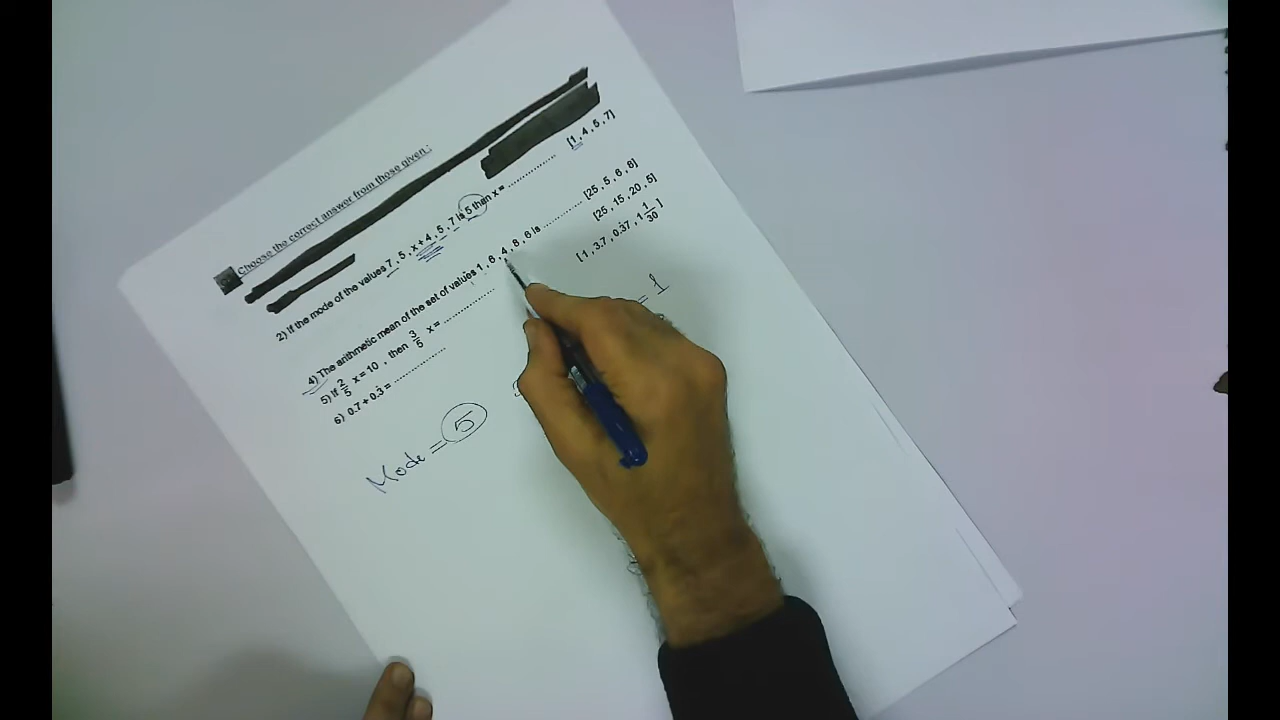 Choose the correct answer from those given :
2) If the mode of the values 7 , 5 , x + 4 , 5 , 7 is 5 then x = ............... [1 , 4 , 5 , 7]
4) The arithmetic mean of the set of values 1 , 6 , 4 , 8 , 6 is ............ [25 , 5 , 6 , 8]
5) If 2/5 x = 10 , then 3/5 x = ............... [25 , 15 , 20 , 5]
6) 0.7 + 0.3̇ = ............... [ 1 , 3.7 , 0.3̇7 , 1 1/30 ]
= 1
Mode = 5